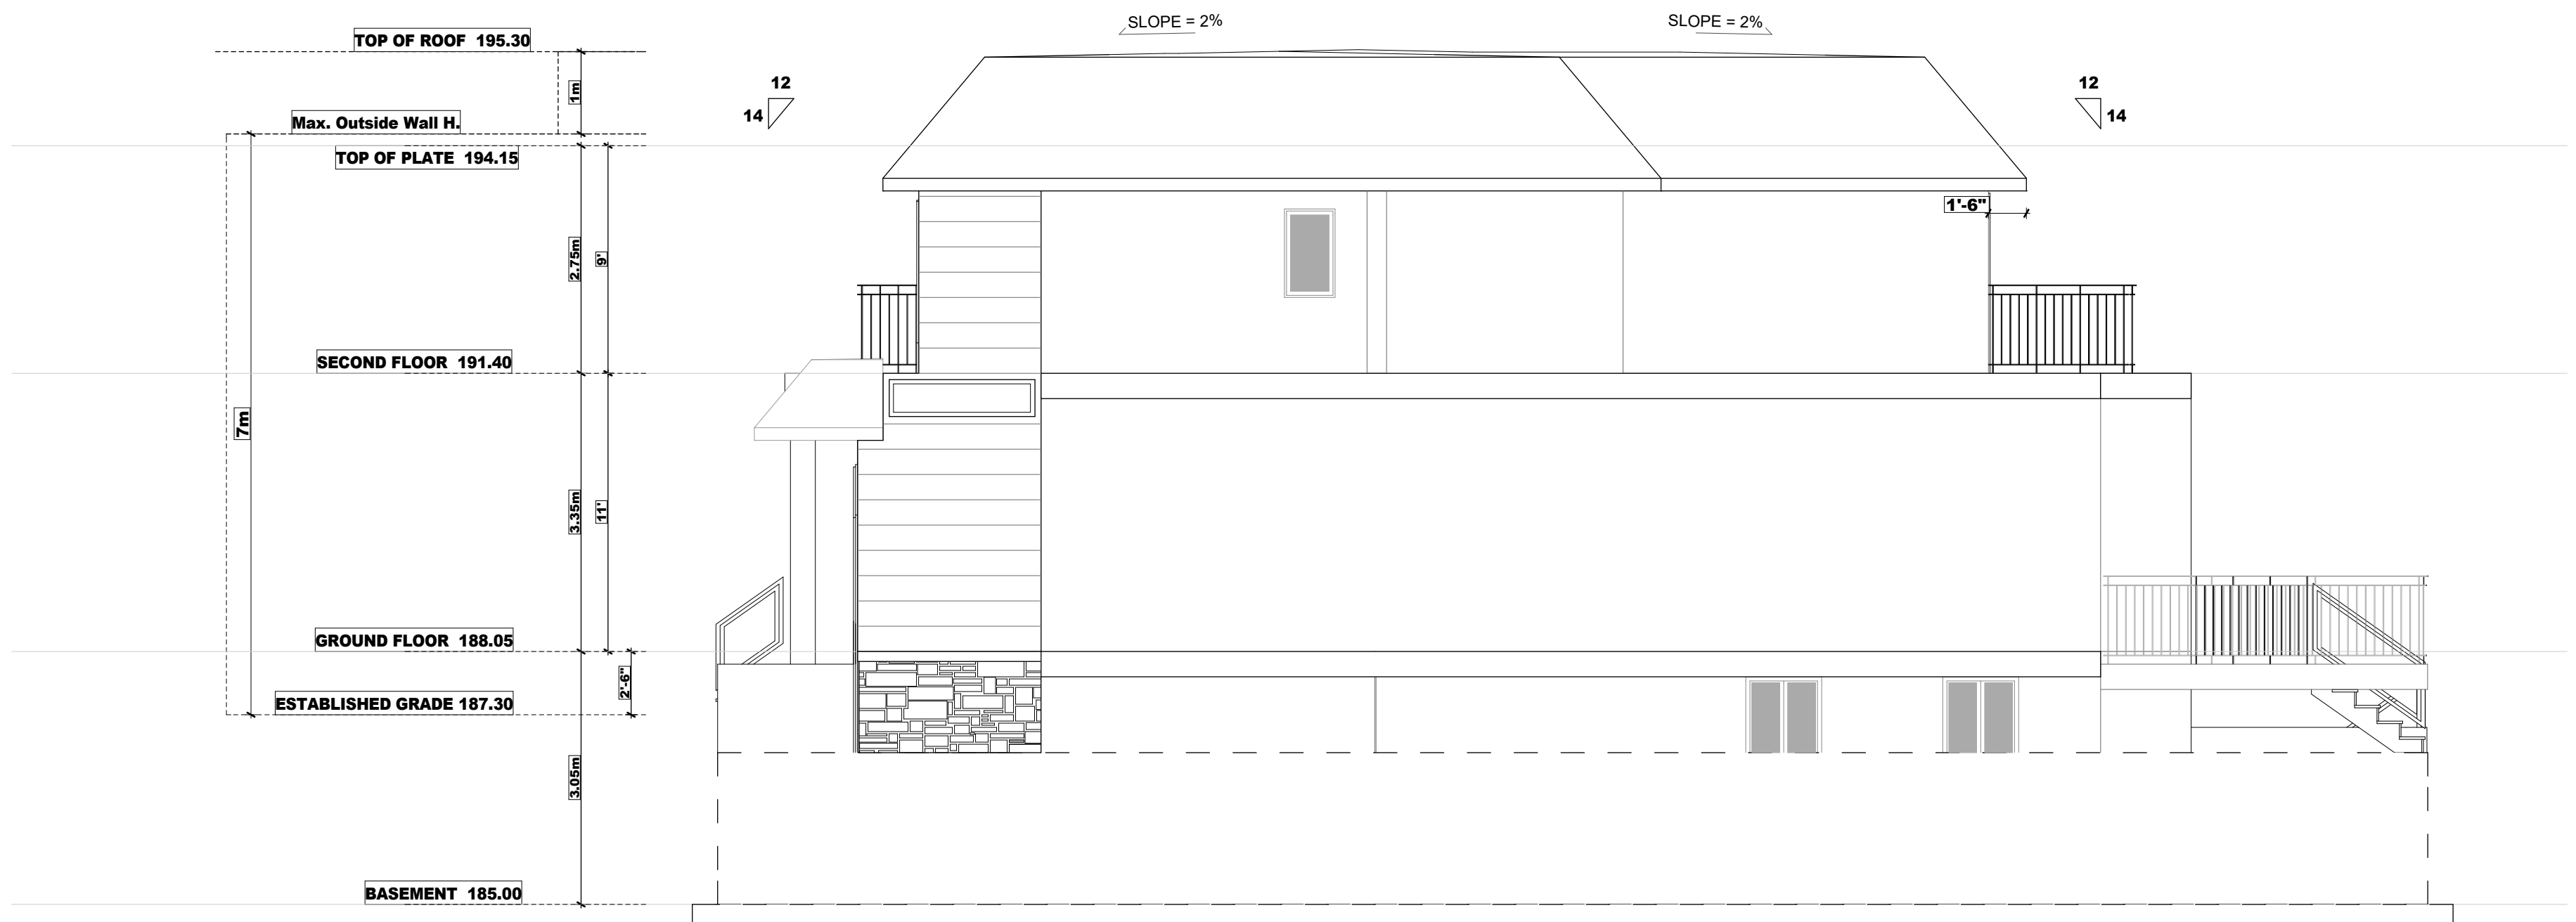 SLOPE = 2%
SLOPE = 2%
TOP OF ROOF 195.30
12
14
12
14
1m
Max. Outside Wall H.
TOP OF PLATE 194.15
1'-6"
2.75m
9'
SECOND FLOOR 191.40
7m
3.35m
11'
GROUND FLOOR 188.05
2'-6"
ESTABLISHED GRADE 187.30
3.05m
BASEMENT 185.00